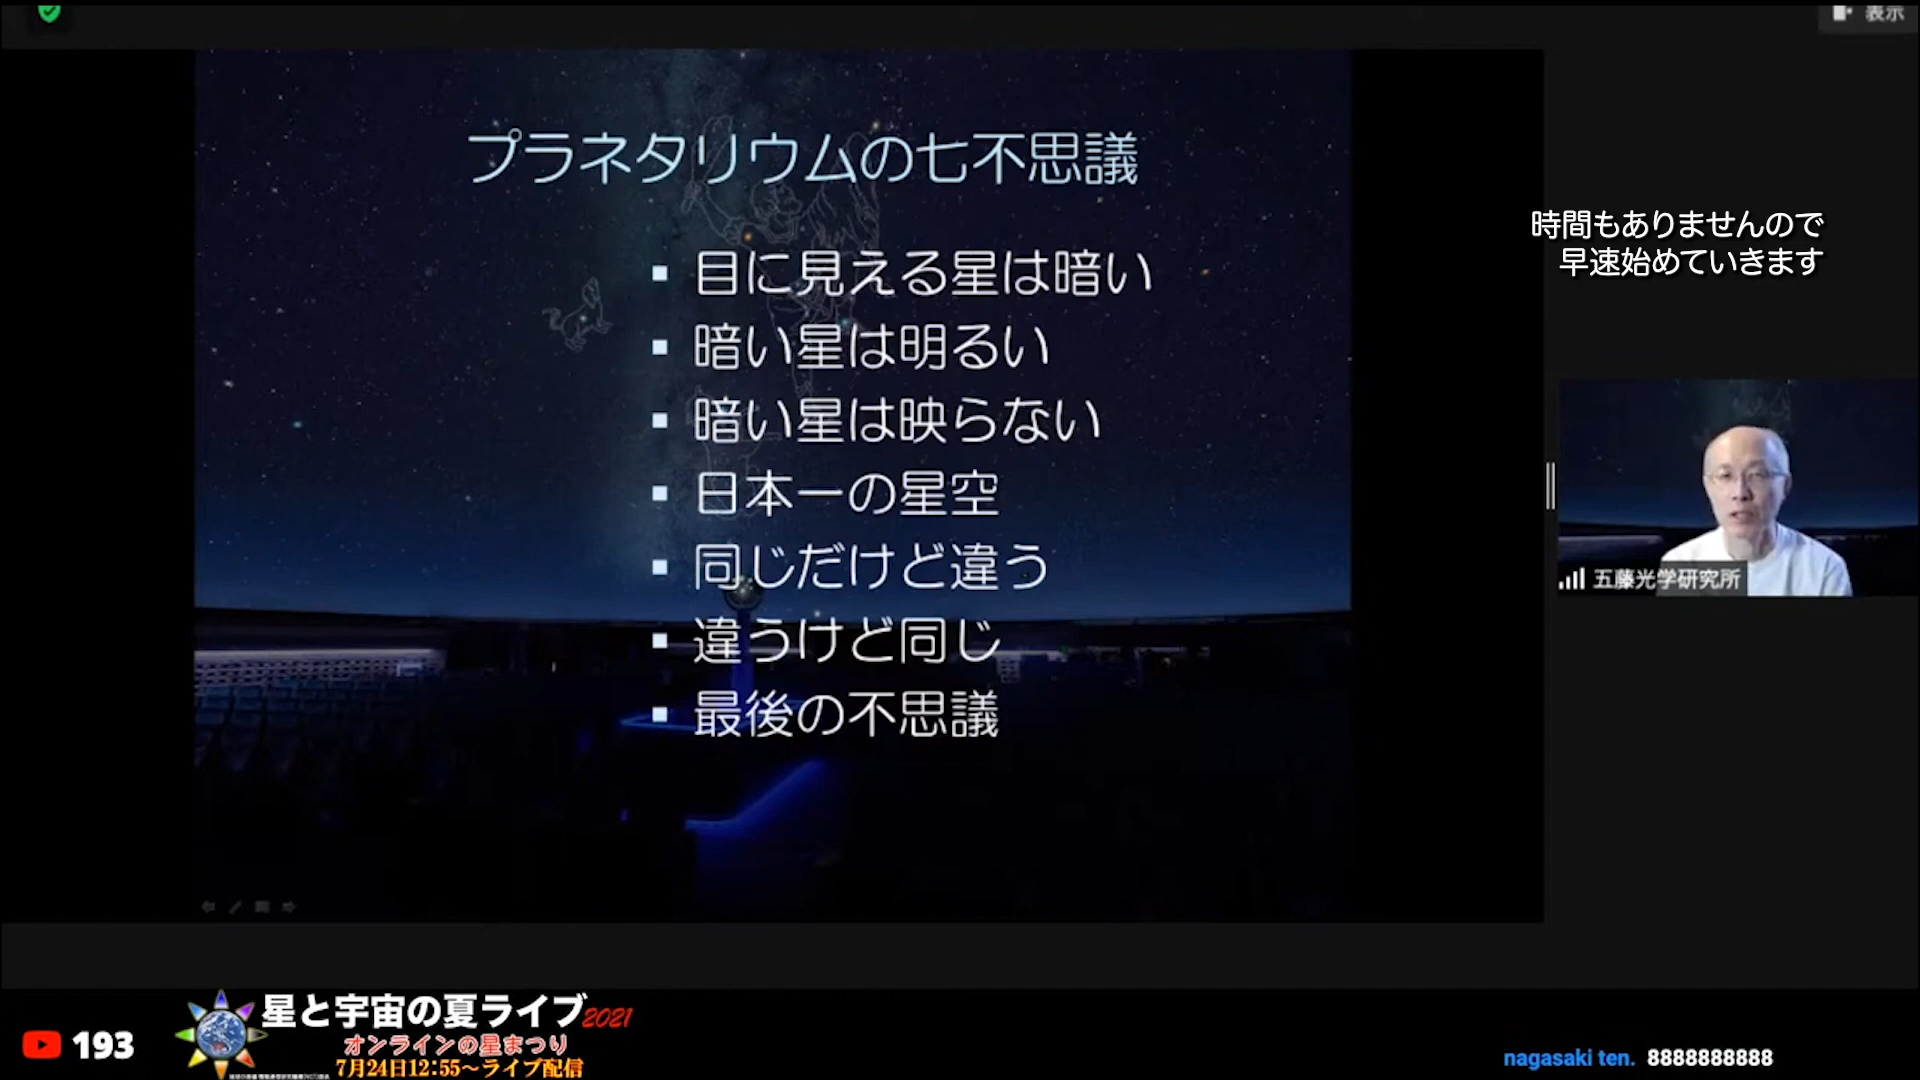 表示
プラネタリウムの七不思議
▪ 目に見える星は暗い
▪ 暗い星は明るい
▪ 暗い星は映らない
▪ 日本一の星空
▪ 同じだけど違う
▪ 違うけど同じ
▪ 最後の不思議
時間もありませんので
早速始めていきます
五藤光学研究所
193
星と宇宙の夏ライブ2021
オンラインの星まつり
7月24日12:55〜ライブ配信
nagasaki ten. 8888888888